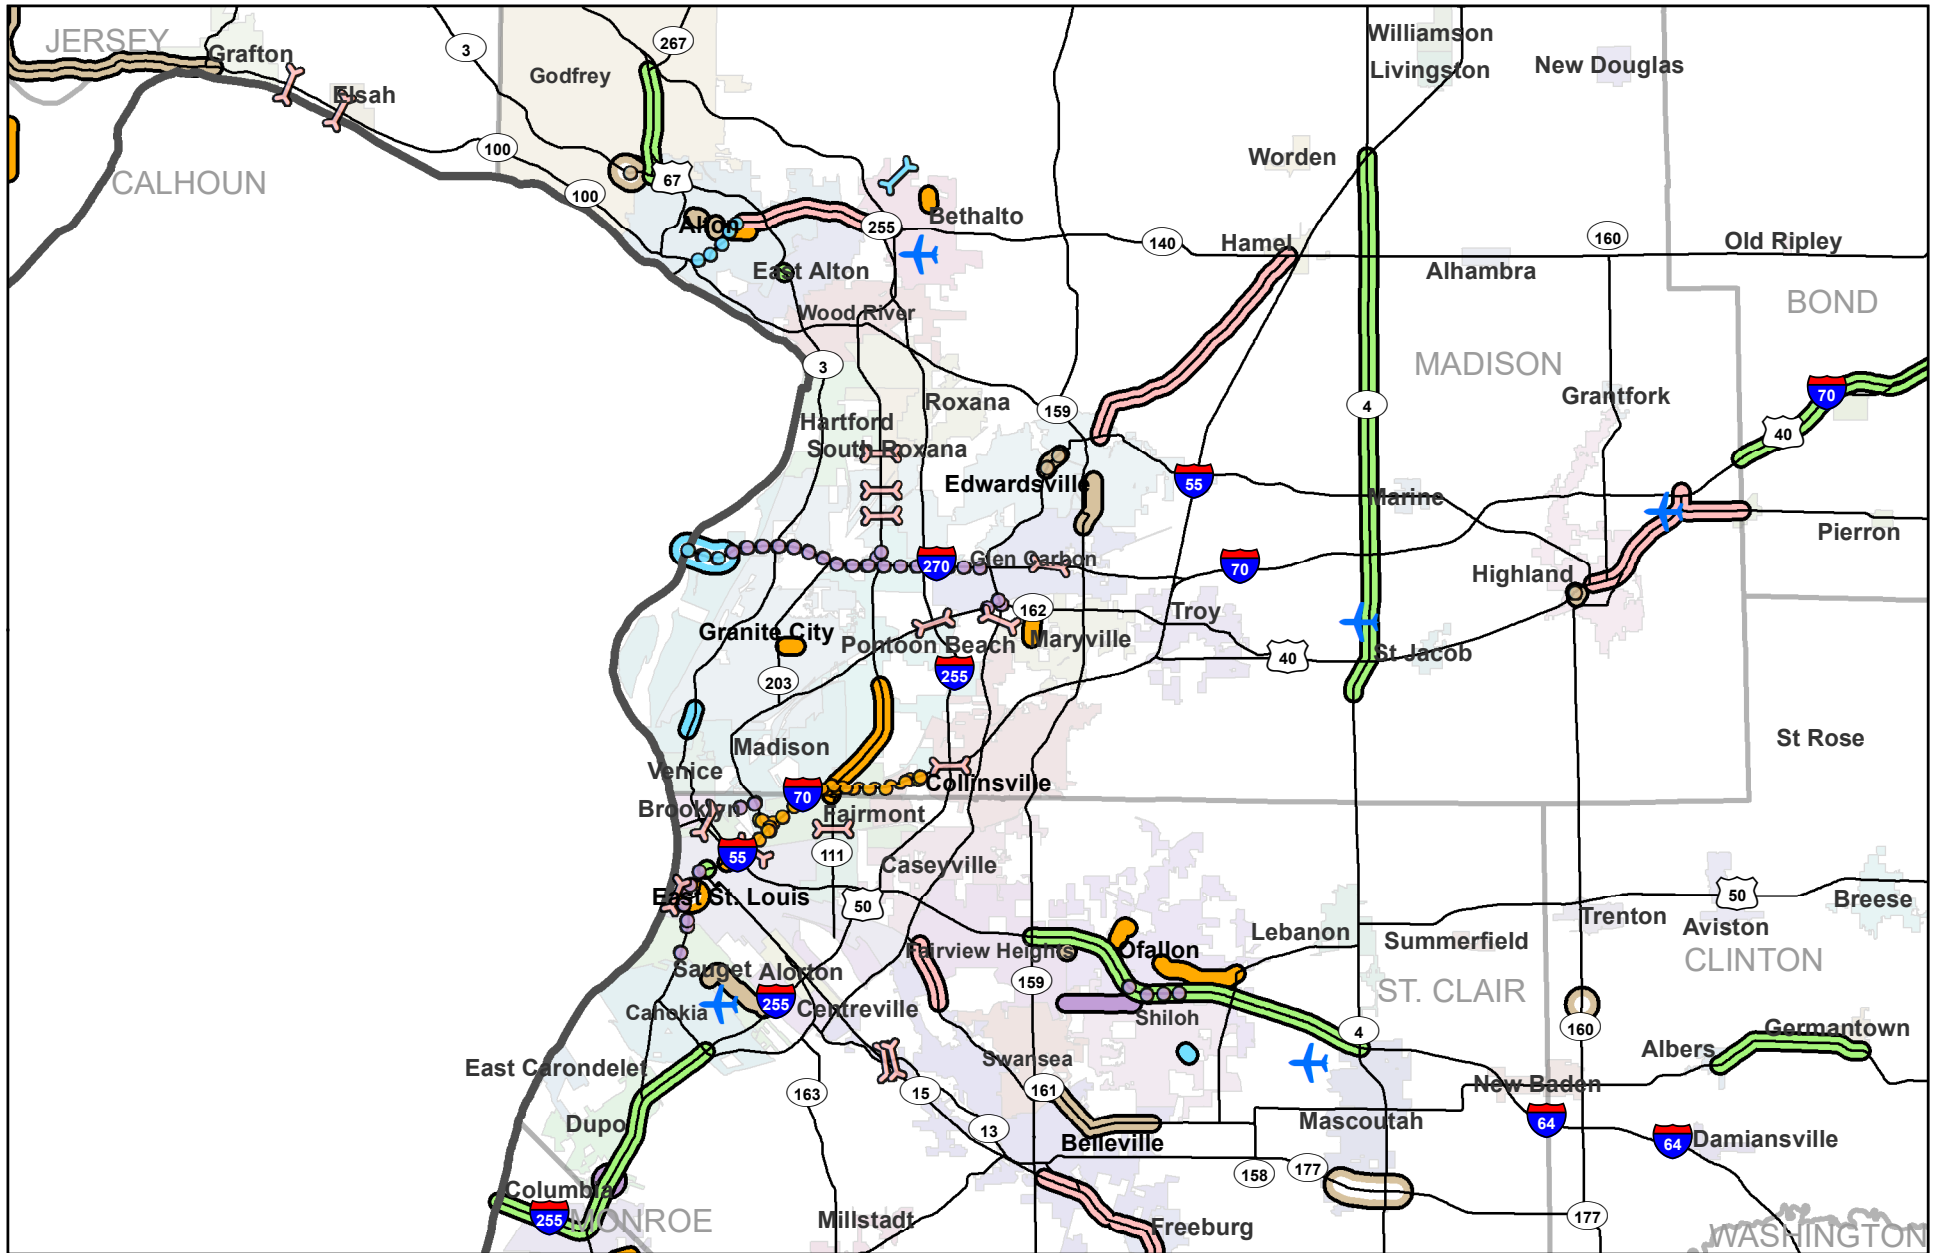 Williamson
267
JERSEY
3
Grafton
Godfrey
Livingston
New Douglas
Elsah
100
Worden
CALHOUN
67
100
Bethalto
Alton
255
140
Hamel
160
Old Ripley
East Alton
Alhambra
BOND
Wood River
3
MADISON
Grantfork
70
Roxana
159
4
Hartford
40
South Roxana
Edwardsville
55
Marine
Pierron
270
Glen Carbon
70
Highland
162
Troy
Granite City
Pontoon Beach
Maryville
40
St Jacob
203
255
Madison
St Rose
Venice
70
Collinsville
Brooklyn
Fairmont
55
111
Caseyville
East St. Louis
50
50
Breese
Trenton
Aviston
Lebanon
Summerfield
Fairview Heights
Ofallon
CLINTON
Sauget
Alorton
159
ST. CLAIR
255
Cahokia
Centreville
Shiloh
4
160
Germantown
Albers
Swansea
East Carondelet
161
New Baden
163
15
Mascoutah
64
Dupo
13
Belleville
64
Damiansville
158
177
Columbia
255
MONROE
Millstadt
Freeburg
177
WASHINGTON